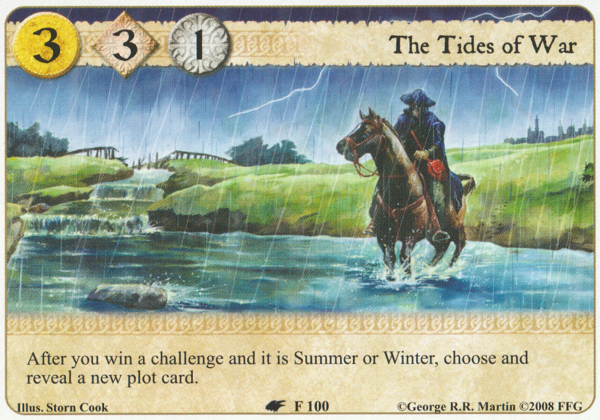 3 3 1 The Tides of War
After you win a challenge and it is Summer or Winter, choose and
reveal a new plot card.
Illus. Storn Cook F 100 ©George R.R. Martin ©2008 FFG